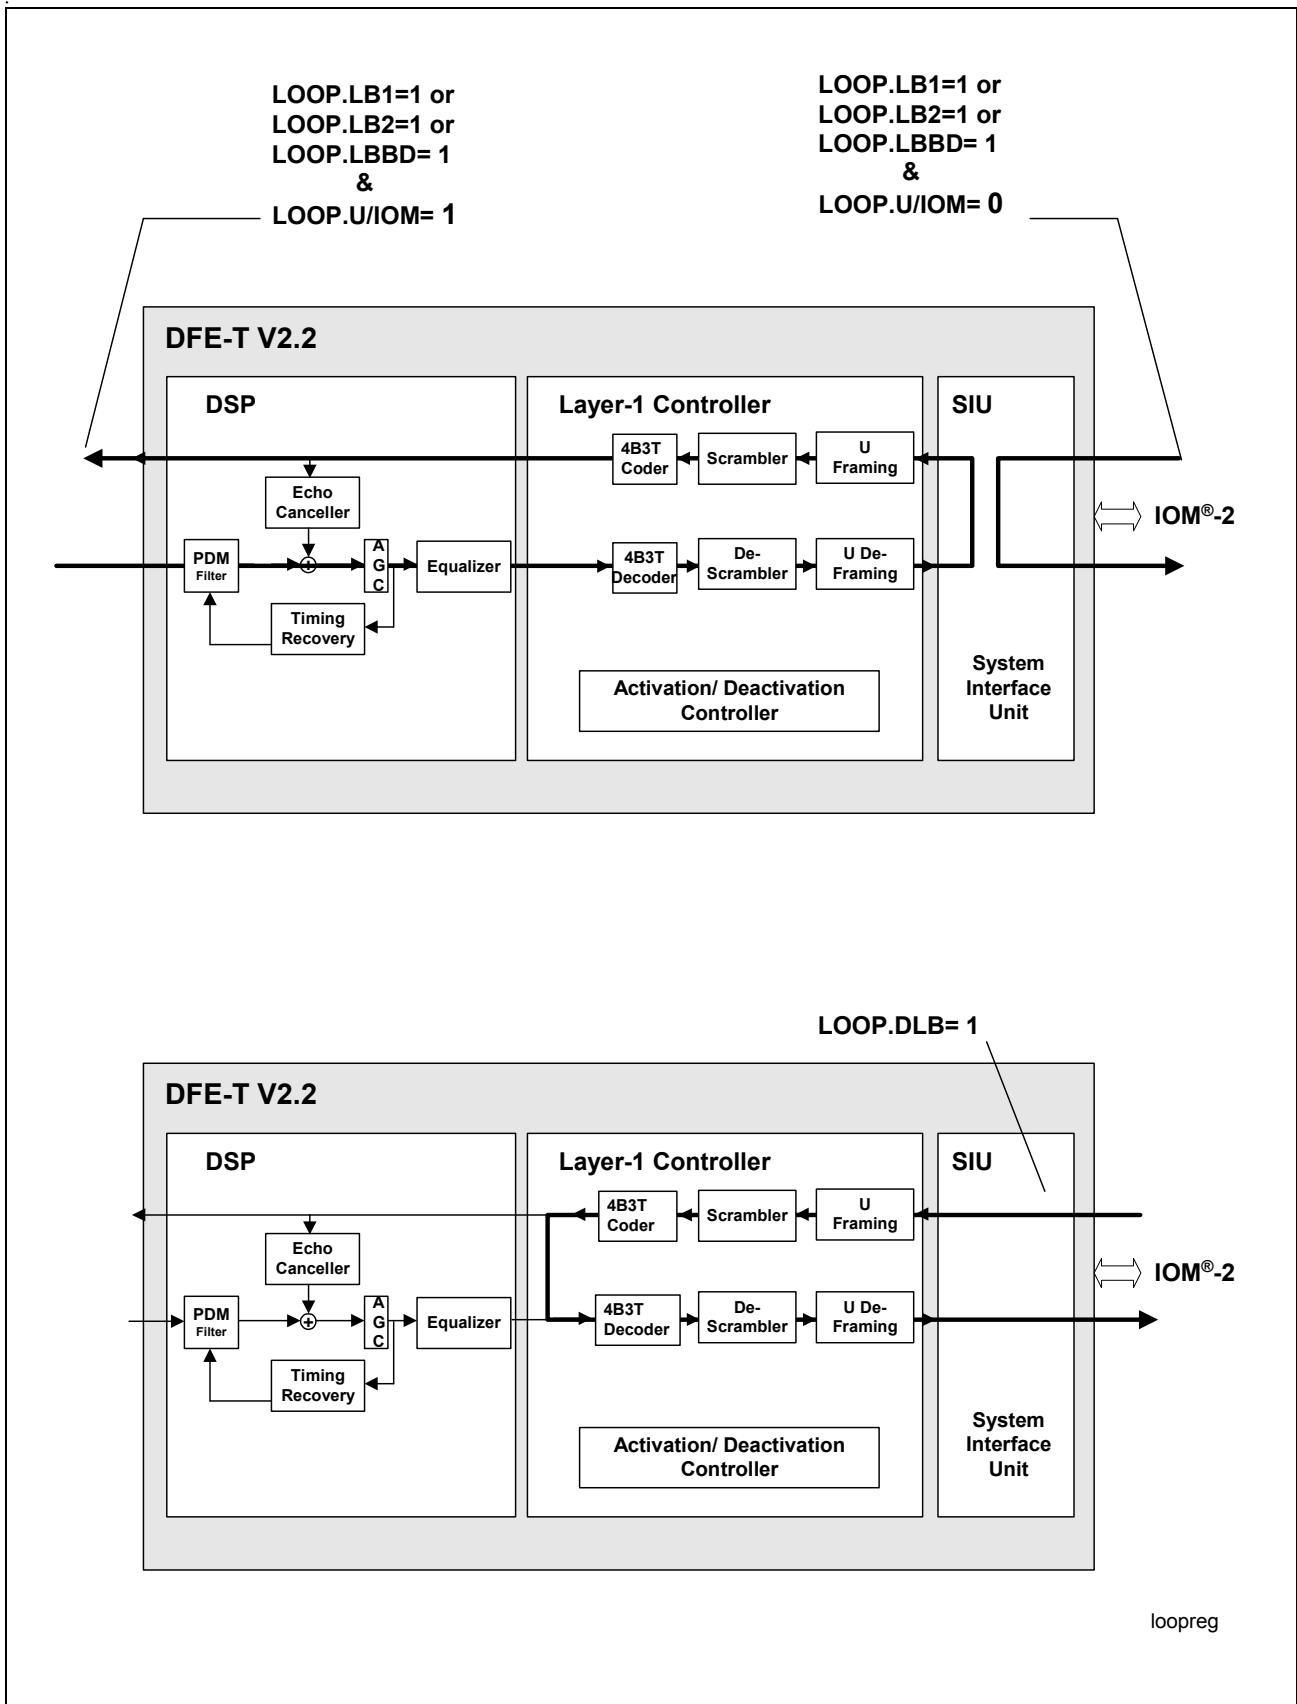 LOOP.LB1=1 or
LOOP.LB2=1 or
LOOP.LBBD= 1
&
LOOP.U/IOM= 1
LOOP.LB1=1 or
LOOP.LB2=1 or
LOOP.LBBD= 1
&
LOOP.U/IOM= 0
DFE-T V2.2
DSP
Layer-1 Controller
SIU
4B3T
Coder
Scrambler
U
Framing
Echo
Canceller
IOM®-2
PDM
Filter
+
A
G
C
Equalizer
4B3T
Decoder
De-
Scrambler
U De-
Framing
Timing
Recovery
Activation/ Deactivation
Controller
System
Interface
Unit
LOOP.DLB= 1
DFE-T V2.2
DSP
Layer-1 Controller
SIU
4B3T
Coder
Scrambler
U
Framing
Echo
Canceller
IOM®-2
PDM
Filter
+
A
G
C
Equalizer
4B3T
Decoder
De-
Scrambler
U De-
Framing
Timing
Recovery
Activation/ Deactivation
Controller
System
Interface
Unit
loopreg